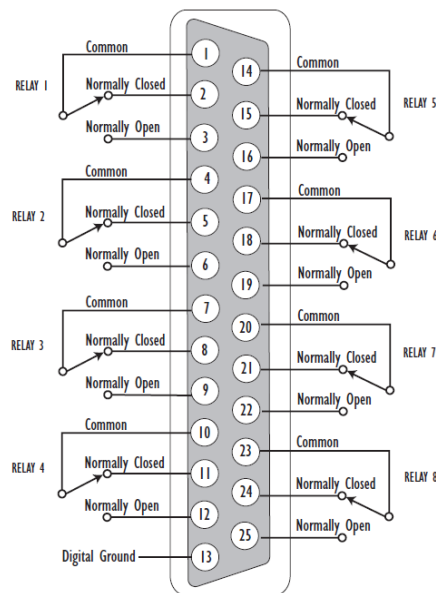 Common
1
RELAY 1
Normally Closed
2
Normally Open
3
Common
4
RELAY 2
Normally Closed
5
Normally Open
6
Common
7
RELAY 3
Normally Closed
8
Normally Open
9
Common
10
RELAY 4
Normally Closed
11
Normally Open
12
Digital Ground
13
14
Common
15
Normally Closed
RELAY 5
16
Normally Open
17
Common
18
Normally Closed
RELAY 6
19
Normally Open
20
Common
21
Normally Closed
RELAY 7
22
Normally Open
23
Common
24
Normally Closed
RELAY 8
25
Normally Open